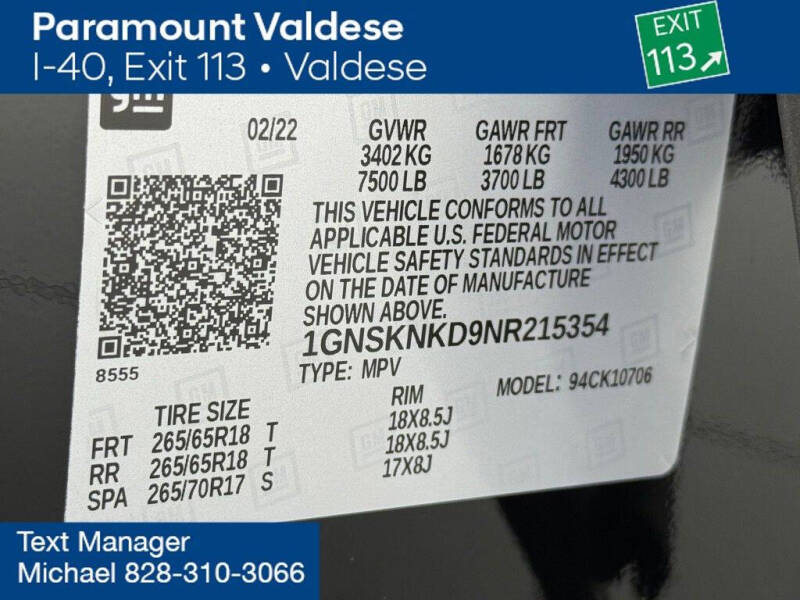 Paramount Valdese
I-40, Exit 113 • Valdese
EXIT
113
gm
02/22
GVWR
3402 KG
7500 LB
GAWR FRT
1678 KG
3700 LB
GAWR RR
1950 KG
4300 LB
THIS VEHICLE CONFORMS TO ALL
APPLICABLE U.S. FEDERAL MOTOR
VEHICLE SAFETY STANDARDS IN EFFECT
ON THE DATE OF MANUFACTURE
SHOWN ABOVE.
1GNSKNKD9NR215354
8555
TYPE: MPV
MODEL: 94CK10706
TIRE SIZE RIM
FRT 265/65R18 T 18X8.5J
RR 265/65R18 T 18X8.5J
SPA 265/70R17 S 17X8J
Text Manager
Michael 828-310-3066